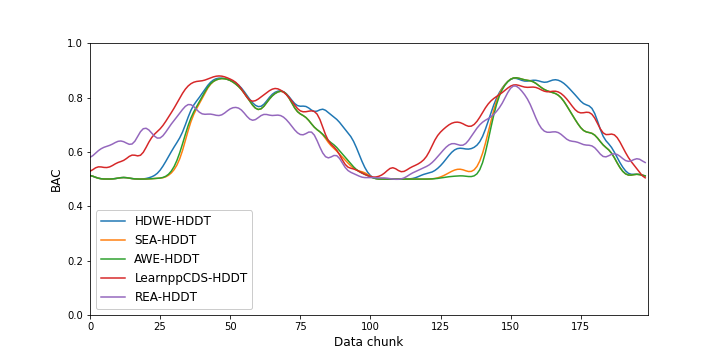 1.0
0.8
0.6
0.4
0.2
0.0
BAC
HDWE-HDDT
SEA-HDDT
AWE-HDDT
LearnppCDS-HDDT
REA-HDDT
0 25 50 75 100 125 150 175
Data chunk